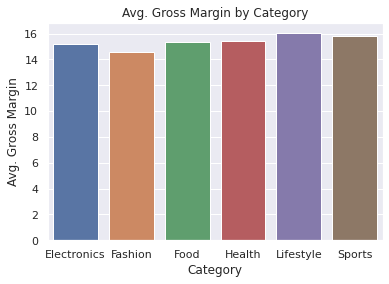 Avg. Gross Margin by Category
16
14
12
10
8
6
4
2
0
Avg. Gross Margin
Electronics Fashion Food Health Lifestyle Sports
Category